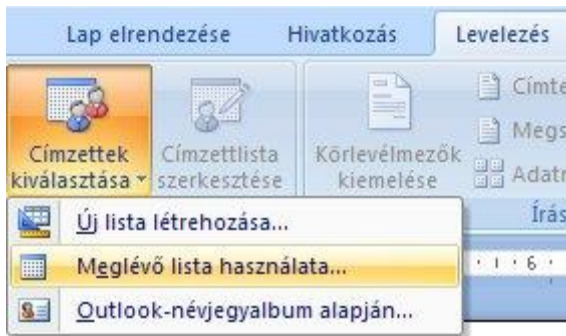 Lap elrendezése Hivatkozás Levelezés
Címzettek kiválasztása
Címzettlista szerkesztése
Körlevélmezők kiemelése
Új lista létrehozása...
Meglévő lista használata...
Outlook-névjegyalbum alapján...
6